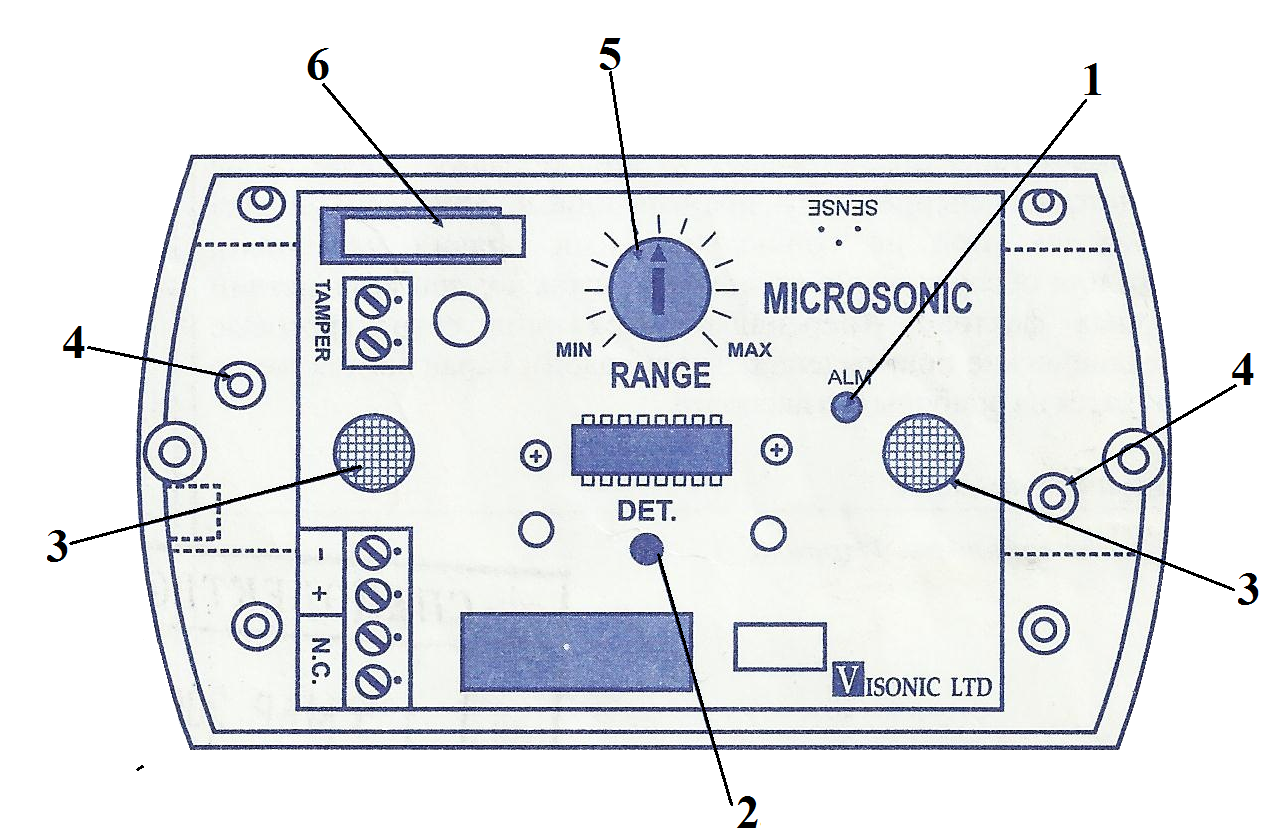 6
5
1
SENSE
MICROSONIC
TAMPER
MIN
MAX
RANGE
ALM
4
4
3
DET.
3
-
+
N.C.
VISONIC LTD
2